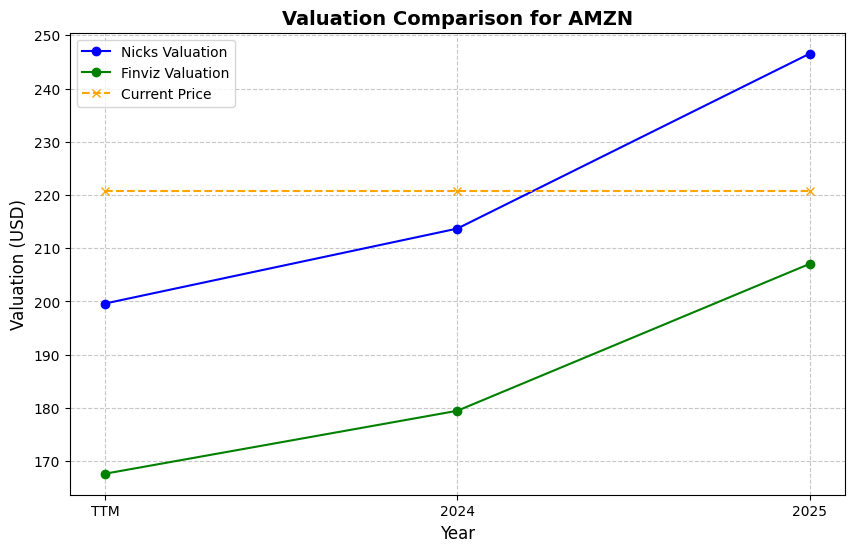 Valuation Comparison for AMZN
Nicks Valuation
Finviz Valuation
Current Price
Valuation (USD)
250
240
230
220
210
200
190
180
170
TTM
2024
2025
Year